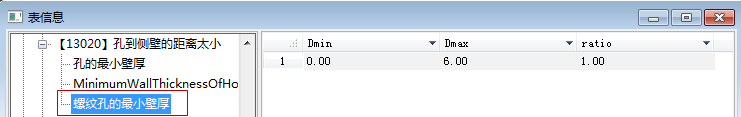 表信息
【13020】孔到侧壁的距离太小
孔的最小壁厚
MinimumWallThicknessOfHo
螺纹孔的最小壁厚
Dmin Dmax ratio
1 0.00 6.00 1.00